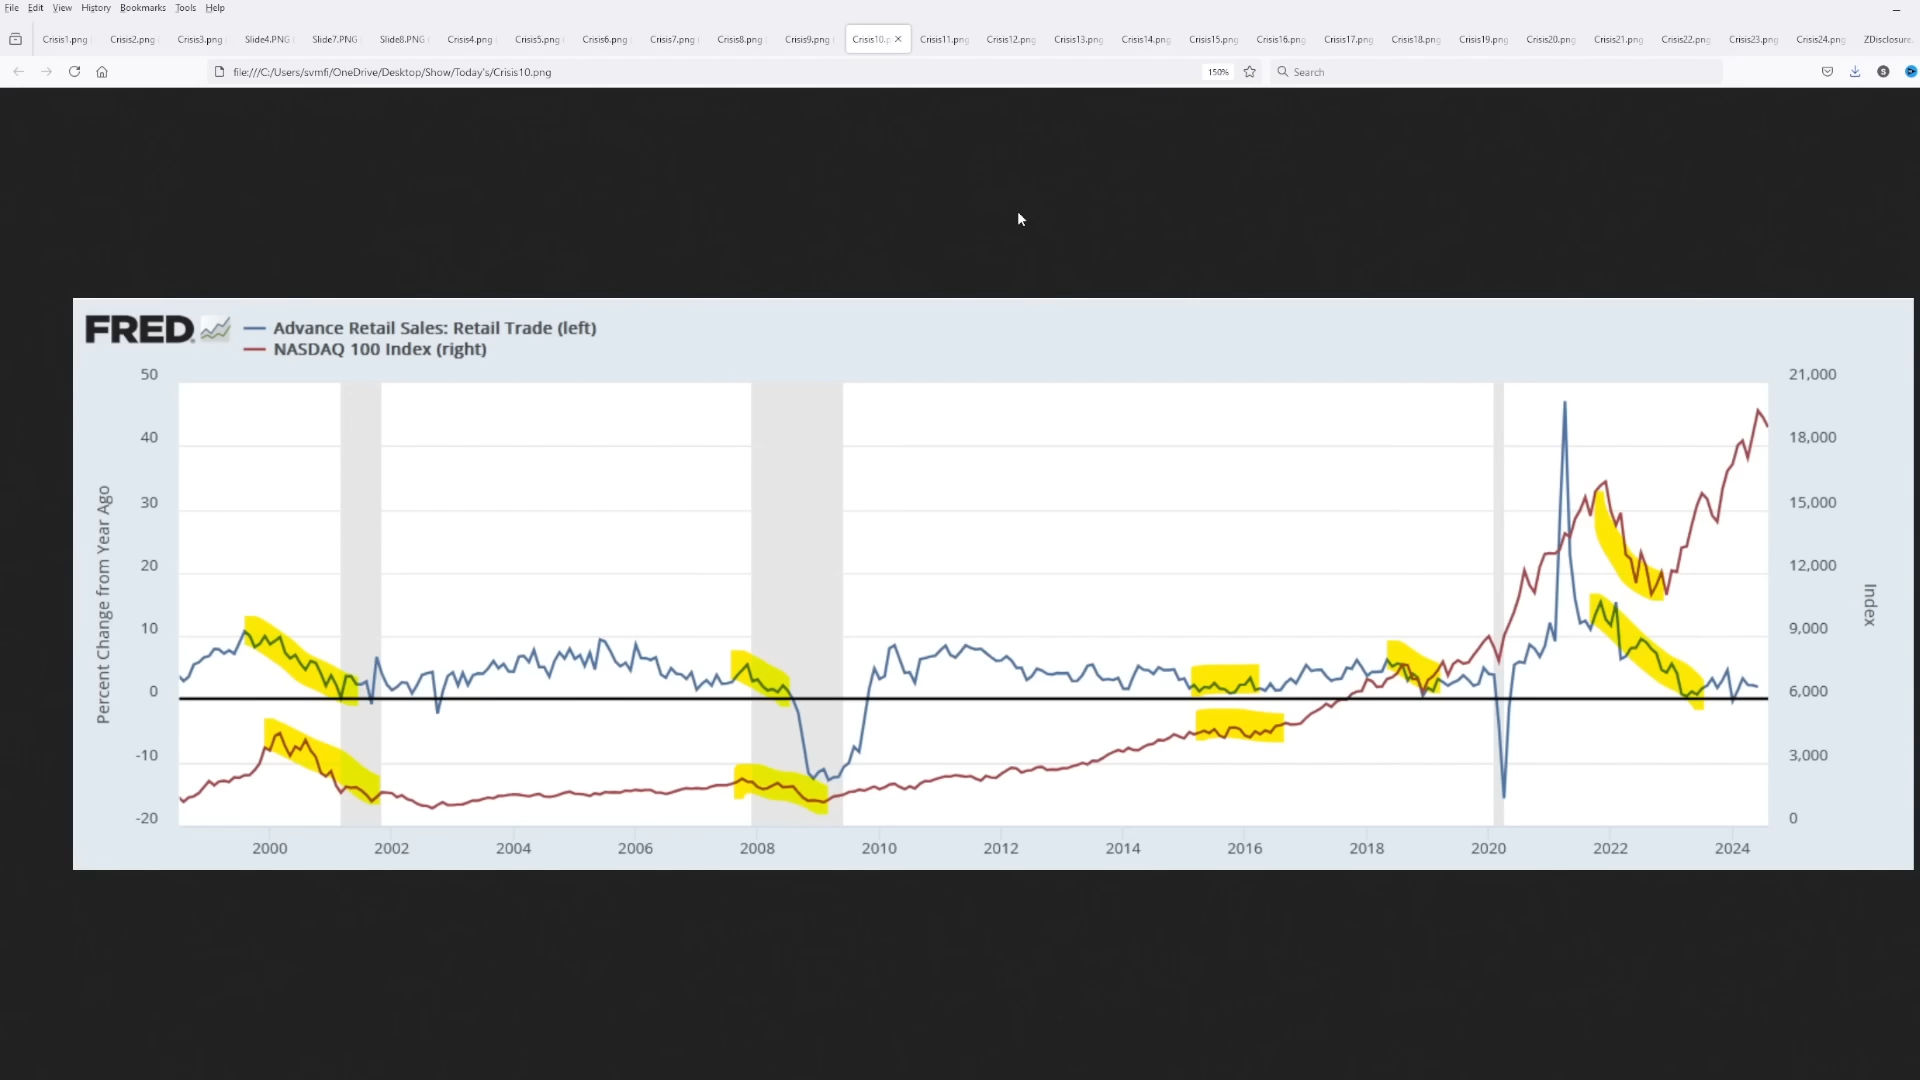 File Edit View History Bookmarks Tools Help
Crisis1.png Crisis2.png Crisis3.png Slide4.PNG Slide7.PNG Slide8.PNG Crisis4.png Crisis5.png Crisis6.png Crisis7.png Crisis8.png Crisis9.png Crisis10.p Crisis11.png Crisis12.png Crisis13.png Crisis14.png Crisis15.png Crisis16.png Crisis17.png Crisis18.png Crisis19.png Crisis20.png Crisis21.png Crisis22.png Crisis23.png Crisis24.png ZDisclosure.
file:///C:/Users/svmfi/OneDrive/Desktop/Show/Today's/Crisis10.png 150% Search S
FRED
Advance Retail Sales: Retail Trade (left)
NASDAQ 100 Index (right)
50 21,000
40 18,000
30 15,000
20 12,000
10 9,000
0 6,000
-10 3,000
-20 0
Percent Change from Year Ago
Index
2000 2002 2004 2006 2008 2010 2012 2014 2016 2018 2020 2022 2024